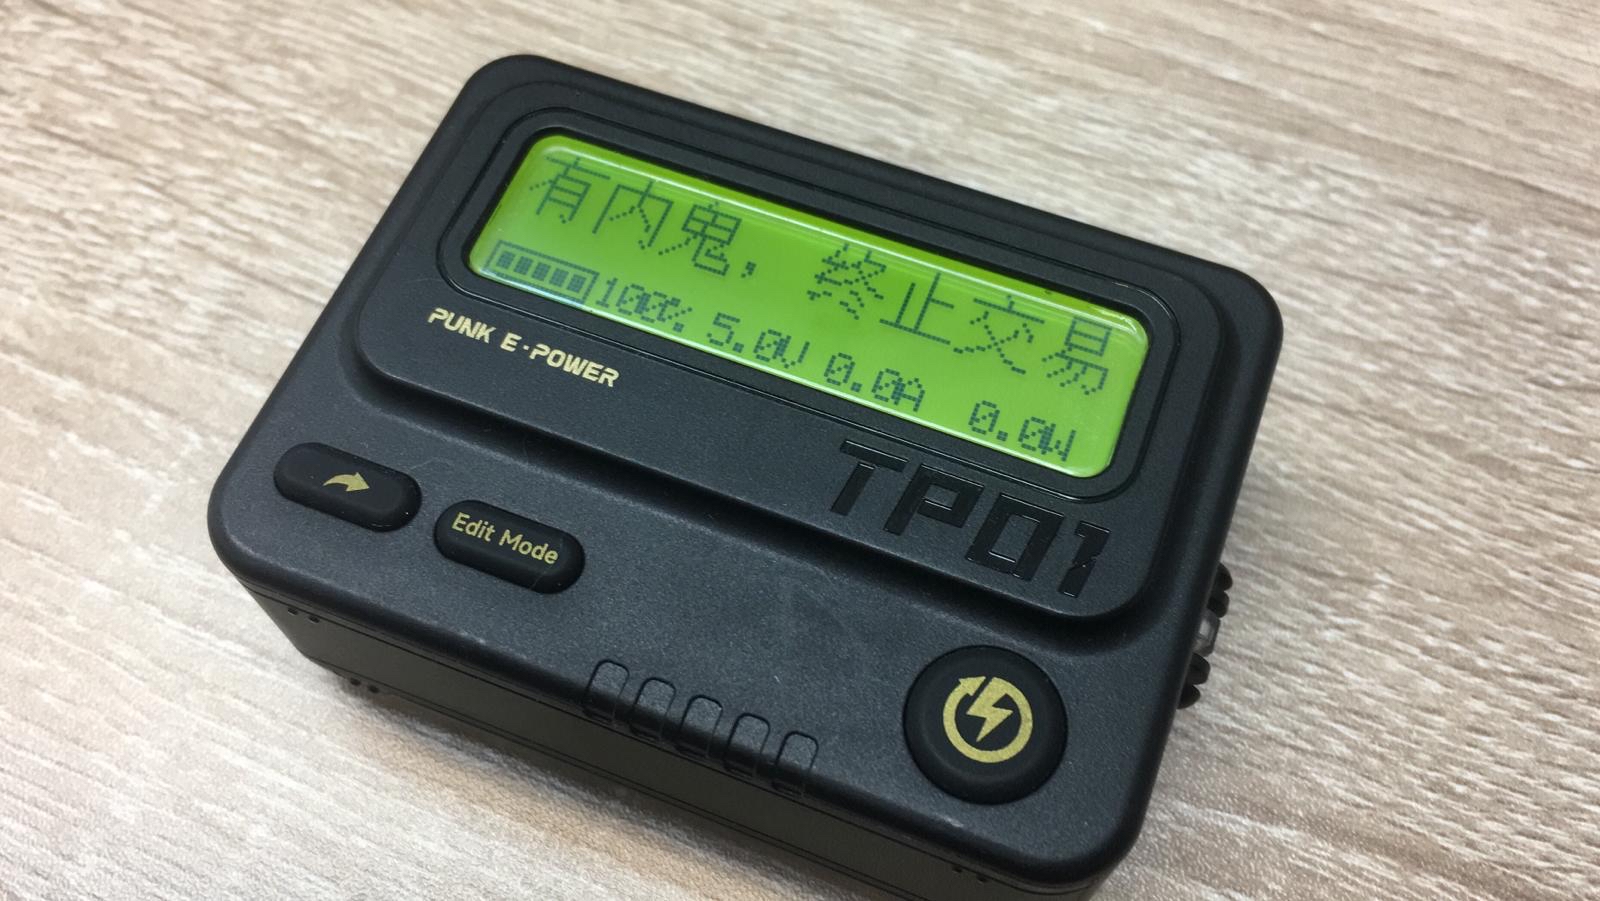 有内鬼，终止交易
100% 5.0V 0.0A 0.0W
PUNK E·POWER
TP01
Edit Mode